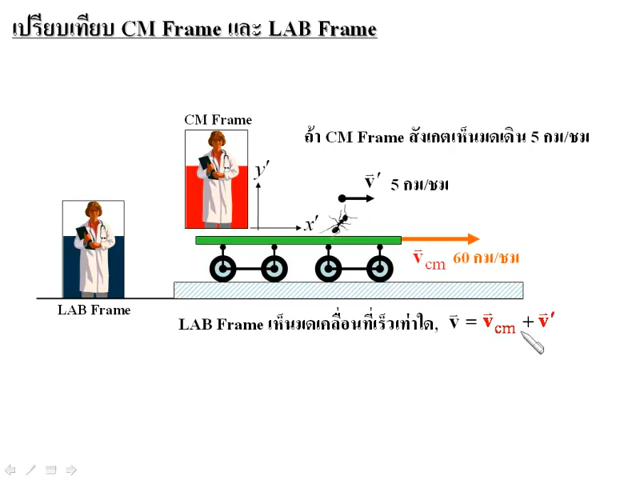 เปรียบเทียบ CM Frame และ LAB Frame
CM Frame
ถ้า CM Frame สังเกตเห็นมดเดิน 5 กม/ชม
y′
v⃗′ 5 กม/ชม
x′
v⃗cm 60 กม/ชม
LAB Frame
LAB Frame เห็นมดเคลื่อนที่เร็วเท่าใด, v⃗ = v⃗cm + v⃗′